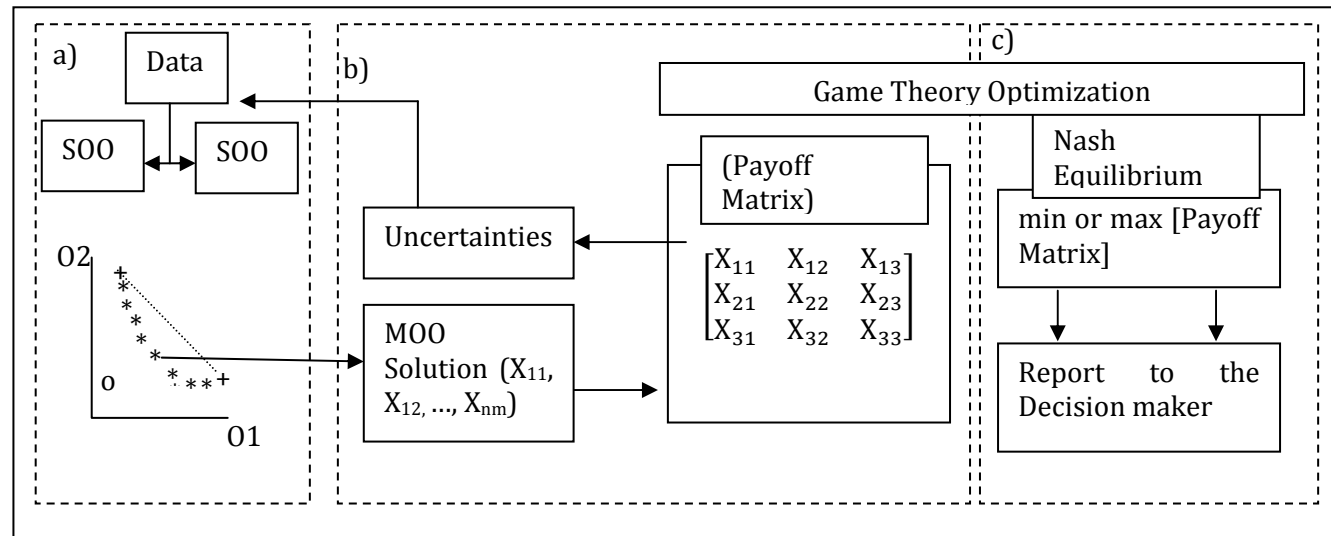 a)
Data
SOO
SOO
O2
+
*
*
*
*
*
*
* * * +
o
O1
b)
Uncertainties
MOO
Solution (X₁₁,
X₁₂, ..., Xₙₘ)
(Payoff
Matrix)
X₁₁ X₁₂ X₁₃
X₂₁ X₂₂ X₂₃
X₃₁ X₃₂ X₃₃
c)
Game Theory Optimization
Nash
Equilibrium
min or max [Payoff
Matrix]
Report to the
Decision maker